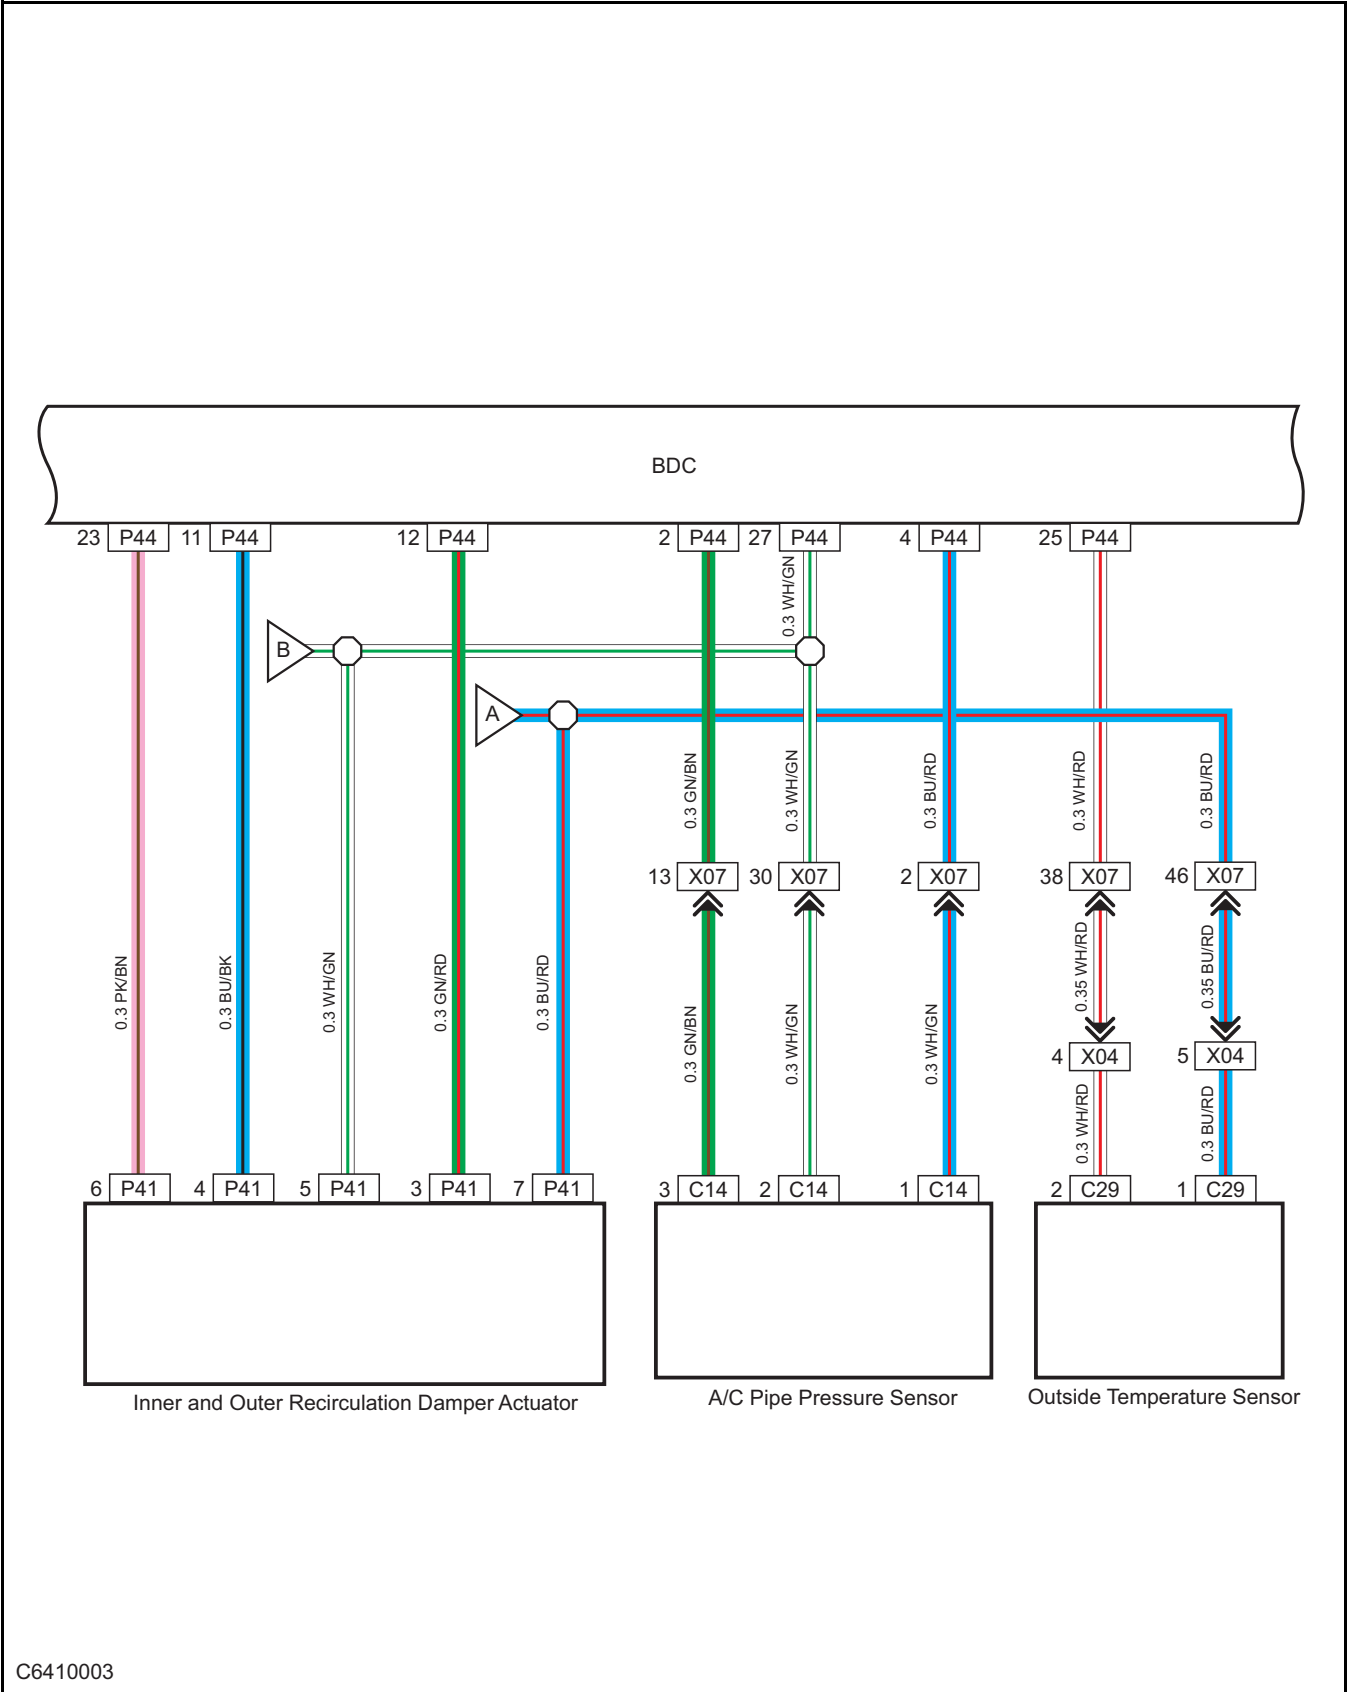 BDC
23 P44 11 P44 12 P44 2 P44 27 P44 4 P44 25 P44
0.3 WH/GN
B
A
0.3 GN/BN 0.3 WH/GN 0.3 BU/RD 0.3 WH/RD 0.3 BU/RD
13 X07 30 X07 2 X07 38 X07 46 X07
0.3 PK/BN 0.3 BU/BK 0.3 WH/GN 0.3 GN/RD 0.3 BU/RD
0.35 WH/RD 0.35 BU/RD
0.3 GN/BN 0.3 WH/GN 0.3 WH/GN
4 X04 5 X04
0.3 WH/RD 0.3 BU/RD
6 P41 4 P41 5 P41 3 P41 7 P41 3 C14 2 C14 1 C14 2 C29 1 C29
Inner and Outer Recirculation Damper Actuator
A/C Pipe Pressure Sensor
Outside Temperature Sensor
C6410003